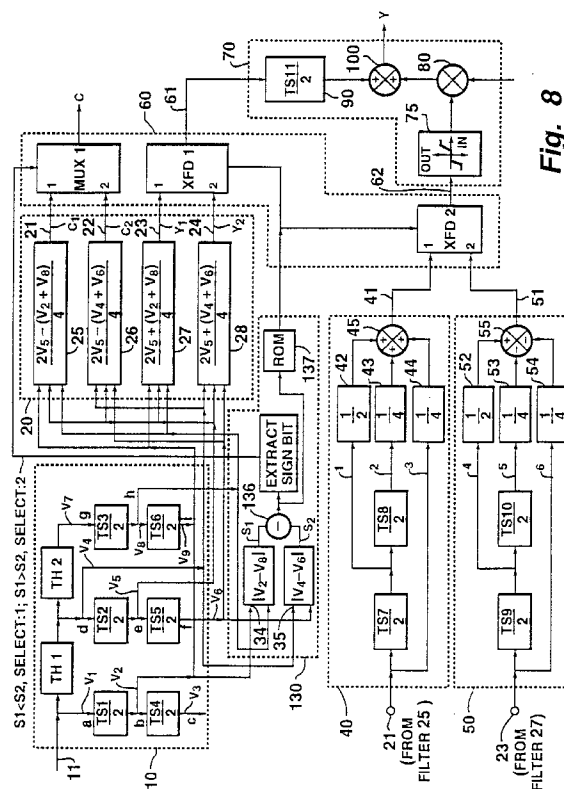 S1<S2, SELECT:1; S1>S2, SELECT:2
11
TH 1
TH 2
V7
a
V1
d
V4
g
TS1
2
TS2
2
TS3
2
b
V2
e
V5
V8
h
TS4
2
TS5
2
TS6
2
c
V3
f
V6
V9
10
20
2V5 – (V2 + V8)
4
25
2V5 – (V4 + V6)
4
26
2V5 + (V2 + V8)
4
27
2V5 + (V4 + V6)
4
28
21
C1
22
C2
23
Y1
24
Y2
1
2
MUX 1
C
1
2
XFD 1
60
61
|V2–V8|
34
|V4–V6|
35
S1
S2
–
136
EXTRACT
SIGN BIT
ROM
137
130
70
TS11
2
90
100
+
+
Y
80
75
OUT
IN
62
XFD 2
1
2
41
51
21
(FROM
FILTER 25)
TS7
2
TS8
2
1
2
3
42
1
2
43
1
4
44
1
4
45
+
+
+
40
23
(FROM
FILTER 27)
TS9
2
TS10
2
4
5
6
52
1
2
53
1
4
54
1
4
55
+
–
–
50
Fig. 8